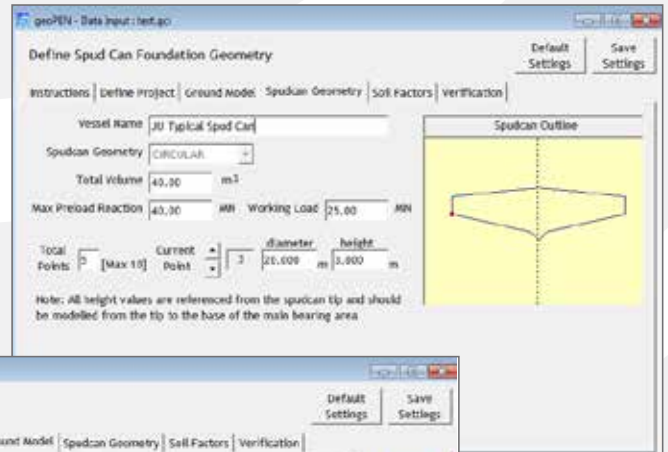 geoPEN - Data Input : test.gci
Define Spud Can Foundation Geometry
Default Settings
Save Settings
Instructions Define Project Ground Model Spudcan Geometry Soil Factors Verification
Vessel Name JU Typical Spud Can
Spudcan Geometry CIRCULAR
Total Volume 40.00 m3
Max Preload Reaction 40.00 MN Working Load 25.00 MN
Total Points 5 [Max 10] Current Point 3 diameter 20.000 m height 3.000 m
Note: All height values are referenced from the spudcan tip and should
be modelled from the tip to the base of the main bearing area
Spudcan Outline
Default Settings
Save Settings
und Model Spudcan Geometry Soil Factors Verification